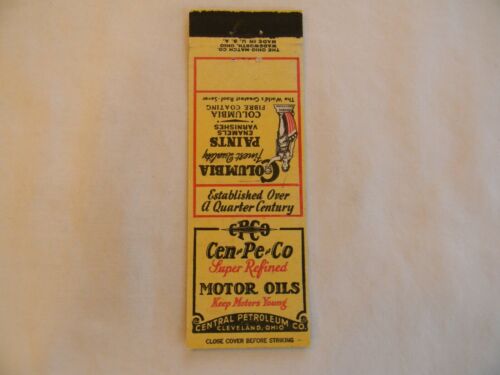 THE OHIO MATCH CO.
WADSWORTH, OHIO
MADE IN U. S. A.
COLUMBIA
Finest Quality
PAINTS
ENAMELS
VARNISHES
COLUMBIA
FIBRE COATING
The World's Greatest Roof Saver
Established Over
A Quarter Century
CPCO
Cen-Pe-Co
Super Refined
MOTOR OILS
Keep Motors Young
CENTRAL PETROLEUM CO.
CLEVELAND, OHIO
CLOSE COVER BEFORE STRIKING